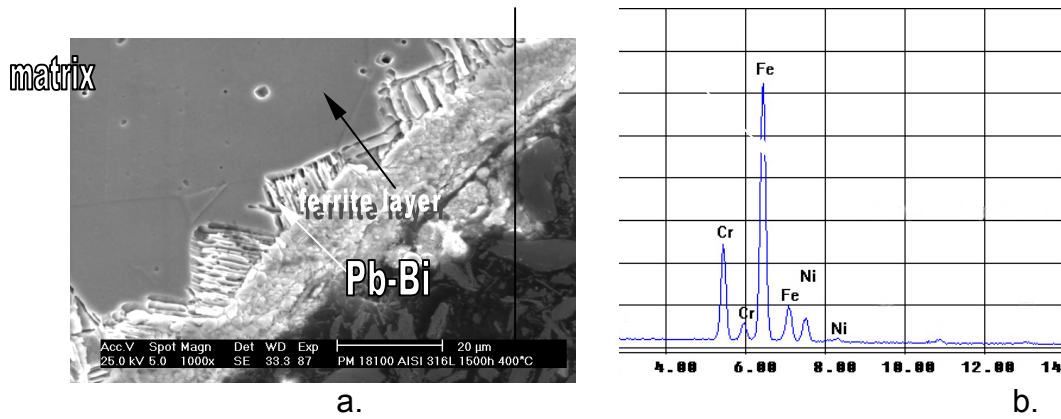 matrix
ferrite layer
Pb-Bi
Acc.V Spot Magn Det WD Exp 20 µm
25.0 kV 5.0 1000x SE 33.3 87 PM 18100 AISI 316L 1500h 400°C
a.
Fe
Cr
Cr
Fe
Ni
Ni
4.00 6.00 8.00 10.00 12.00 14
b.